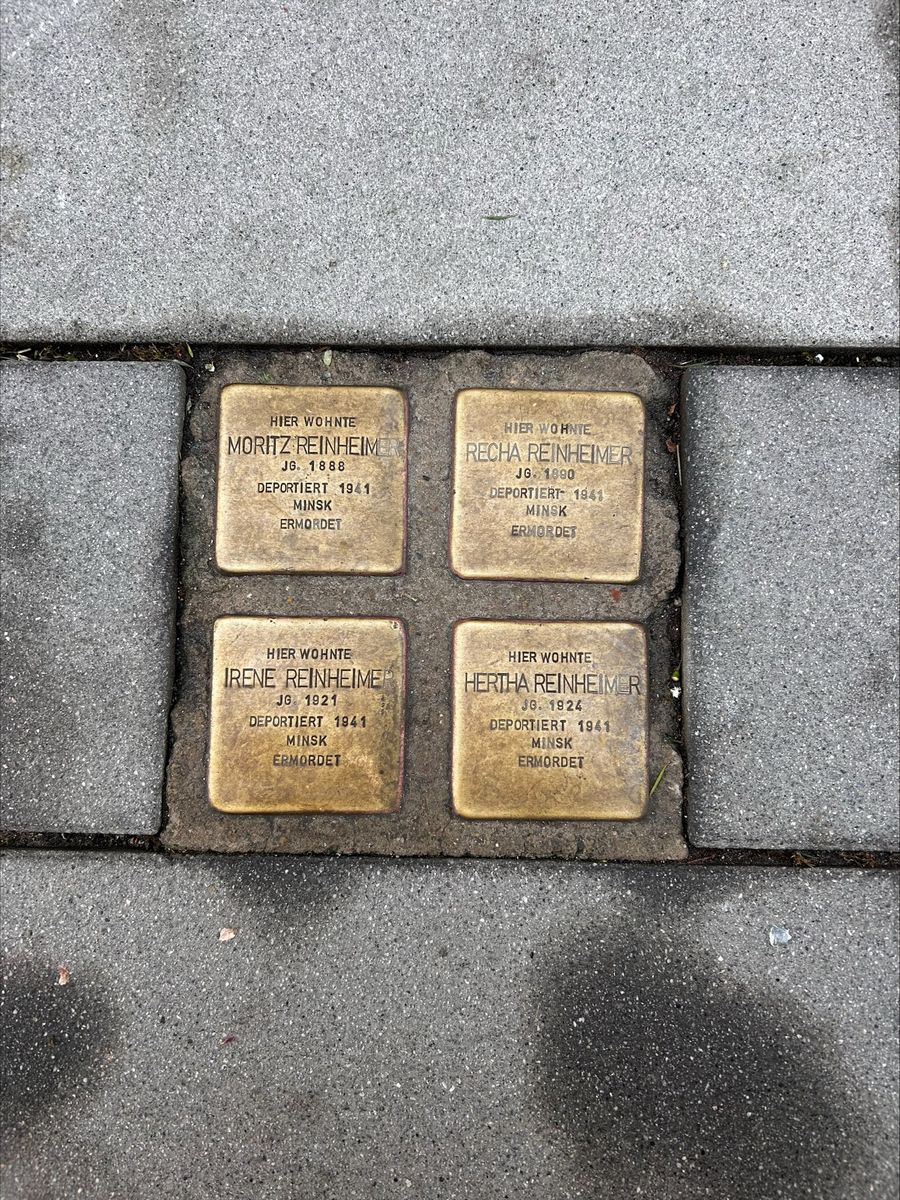 HIER WOHNTE
MORITZ REINHEIMER
JG. 1888
DEPORTIERT 1941
MINSK
ERMORDET
HIER WOHNTE
RECHA REINHEIMER
JG. 1890
DEPORTIERT 1941
MINSK
ERMORDET
HIER WOHNTE
IRENE REINHEIMER
JG. 1921
DEPORTIERT 1941
MINSK
ERMORDET
HIER WOHNTE
HERTHA REINHEIMER
JG. 1924
DEPORTIERT 1941
MINSK
ERMORDET